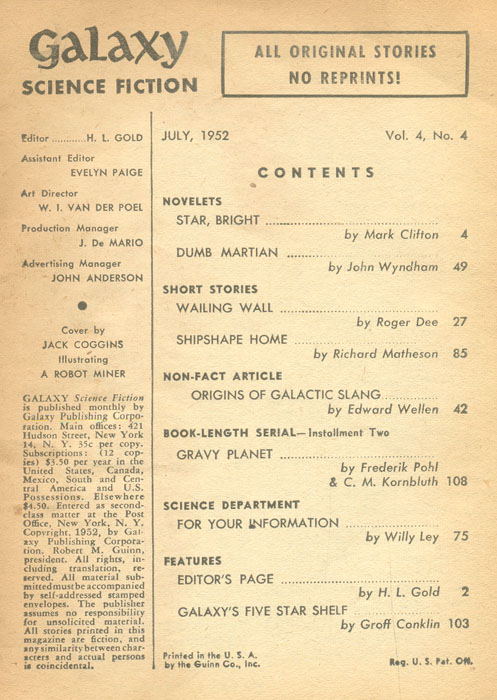 Galaxy
SCIENCE FICTION
ALL ORIGINAL STORIES
NO REPRINTS!
Editor ............ H. L. GOLD
Assistant Editor
EVELYN PAIGE
Art Director
W. I. VAN DER POEL
Production Manager
J. De MARIO
Advertising Manager
JOHN ANDERSON
Cover by
JACK COGGINS
Illustrating
A ROBOT MINER
GALAXY Science Fiction
is published monthly by
Galaxy Publishing Corpo-
ration. Main offices: 421
Hudson Street, New York
14, N. Y. 35c per copy.
Subscriptions: (12 cop-
ies) $3.50 per year in the
United States, Canada,
Mexico, South and Cen-
tral America and U.S.
Possessions. Elsewhere
$4.50. Entered as second-
class matter at the Post
Office, New York, N. Y.
Copyright, 1952, by Gal-
axy Publishing Corpora-
tion. Robert M. Guinn,
president. All rights, in-
cluding translation, re-
served. All material sub-
mitted must be accompanied
by self-addressed stamped
envelopes. The publisher
assumes no responsibility
for unsolicited material.
All stories printed in this
magazine are fiction, and
any similarity between char-
acters and actual persons
is coincidental.
JULY, 1952 Vol. 4, No. 4
CONTENTS
NOVELETS
STAR, BRIGHT ........................................
by Mark Clifton 4
DUMB MARTIAN ........................................
by John Wyndham 49
SHORT STORIES
WAILING WALL ........................................
by Roger Dee 27
SHIPSHAPE HOME ........................................
by Richard Matheson 85
NON-FACT ARTICLE
ORIGINS OF GALACTIC SLANG ..............
by Edward Wellen 42
BOOK-LENGTH SERIAL—Installment Two
GRAVY PLANET ........................................
by Frederik Pohl
& C. M. Kornbluth 108
SCIENCE DEPARTMENT
FOR YOUR INFORMATION ......................
by Willy Ley 75
FEATURES
EDITOR'S PAGE ........................................
by H. L. Gold 2
GALAXY'S FIVE STAR SHELF ......................
by Groff Conklin 103
Printed in the U. S. A.
by the Guinn Co., Inc.
Reg. U. S. Pat. Off.